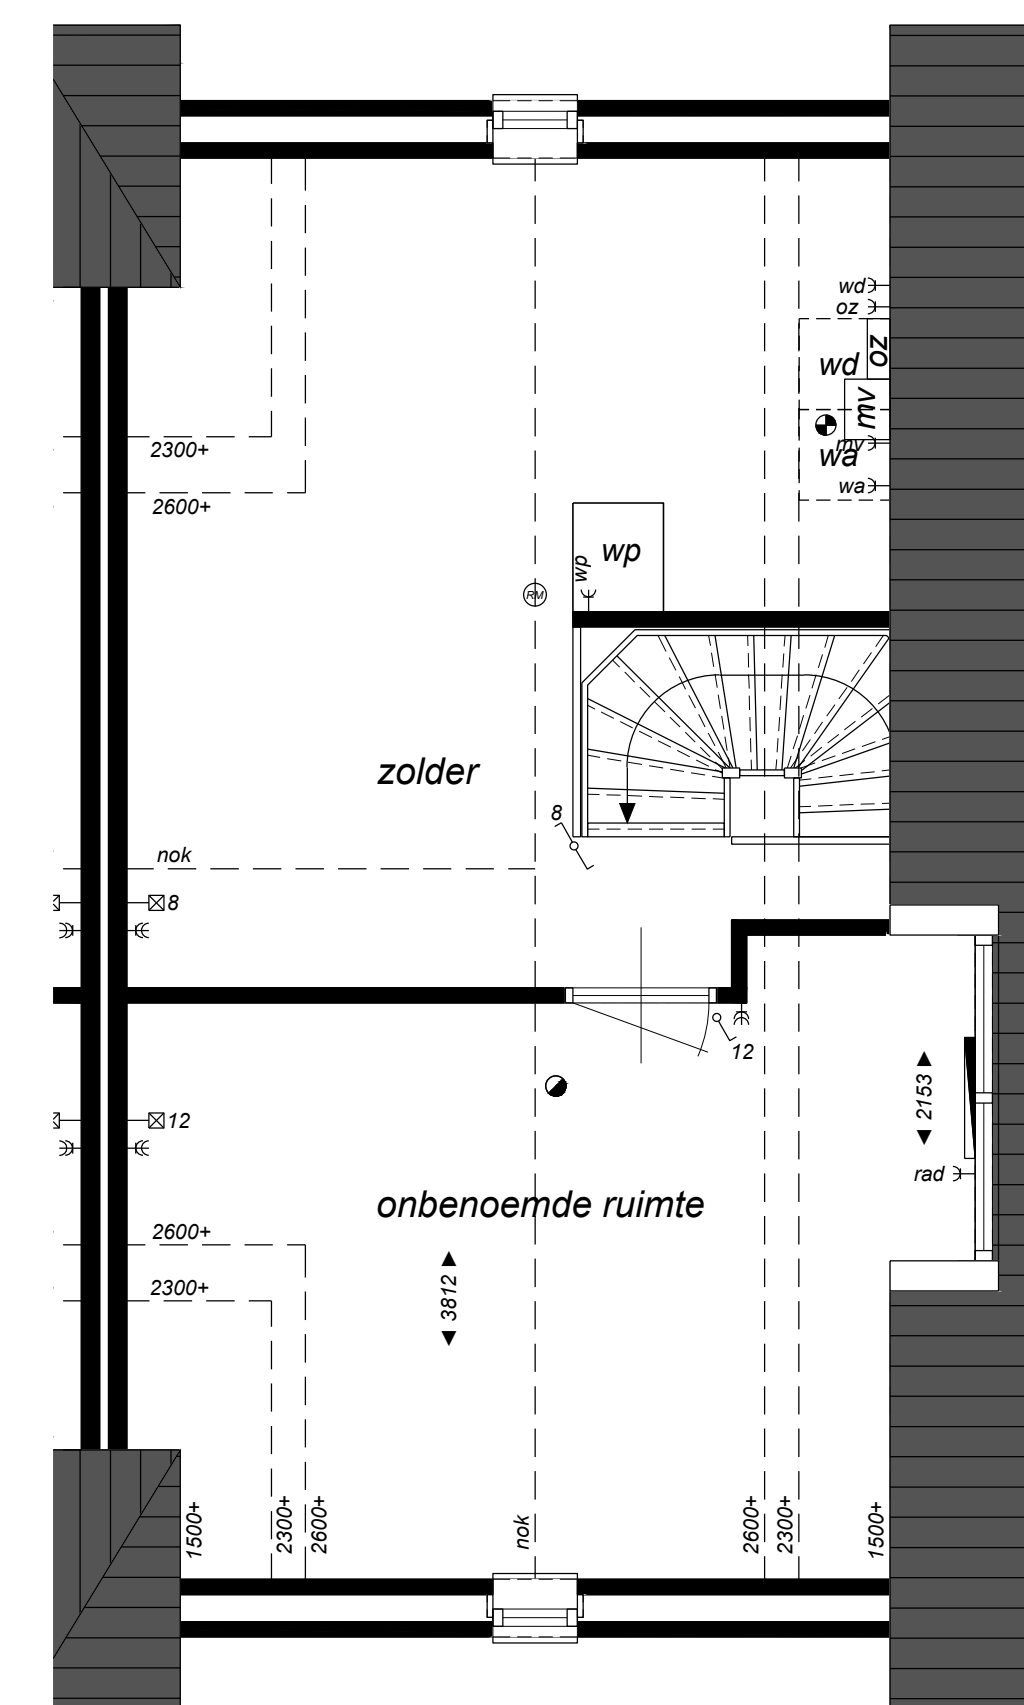 wd
oz
wd
oz
mv
mv
wa
wa
2300+
2600+
wp
wp
RM
zolder
8
nok
8
12
12
2153
rad
onbenoemde ruimte
2600+
3812
2300+
1500+
2300+
2600+
nok
2600+
2300+
1500+